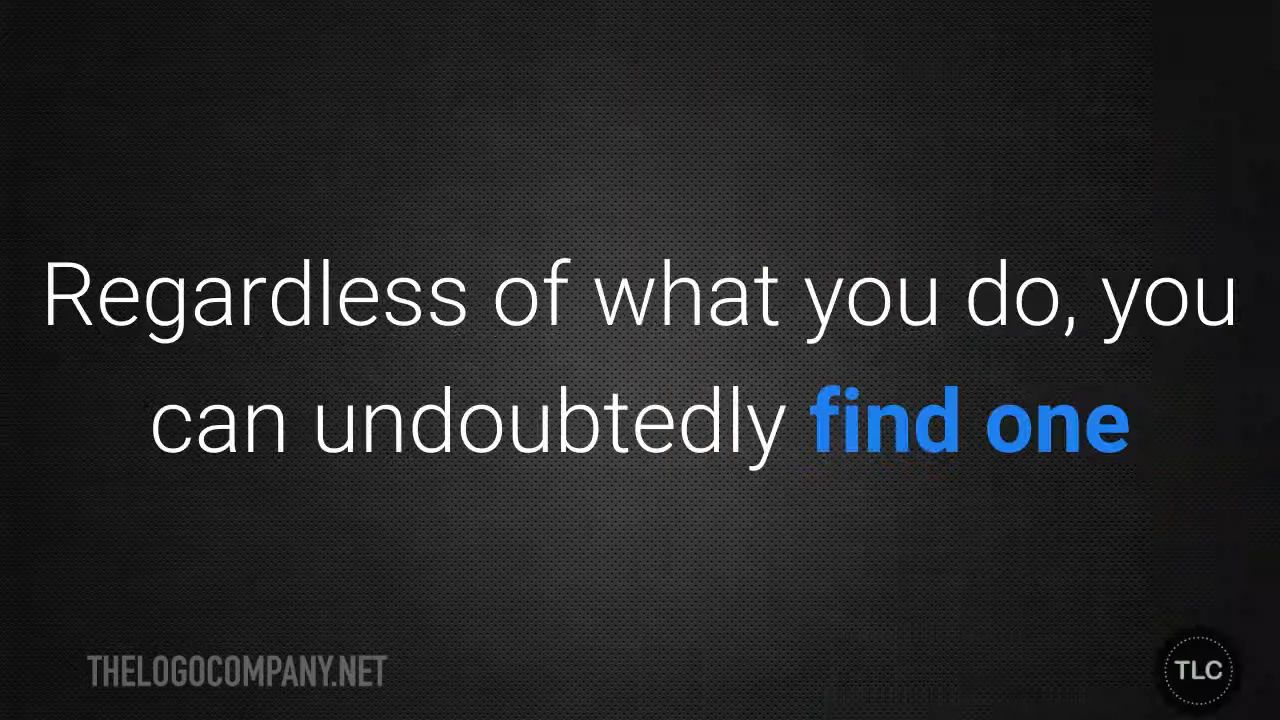 Regardless of what you do, you
can undoubtedly find one
THELOGOCOMPANY.NET
TLC